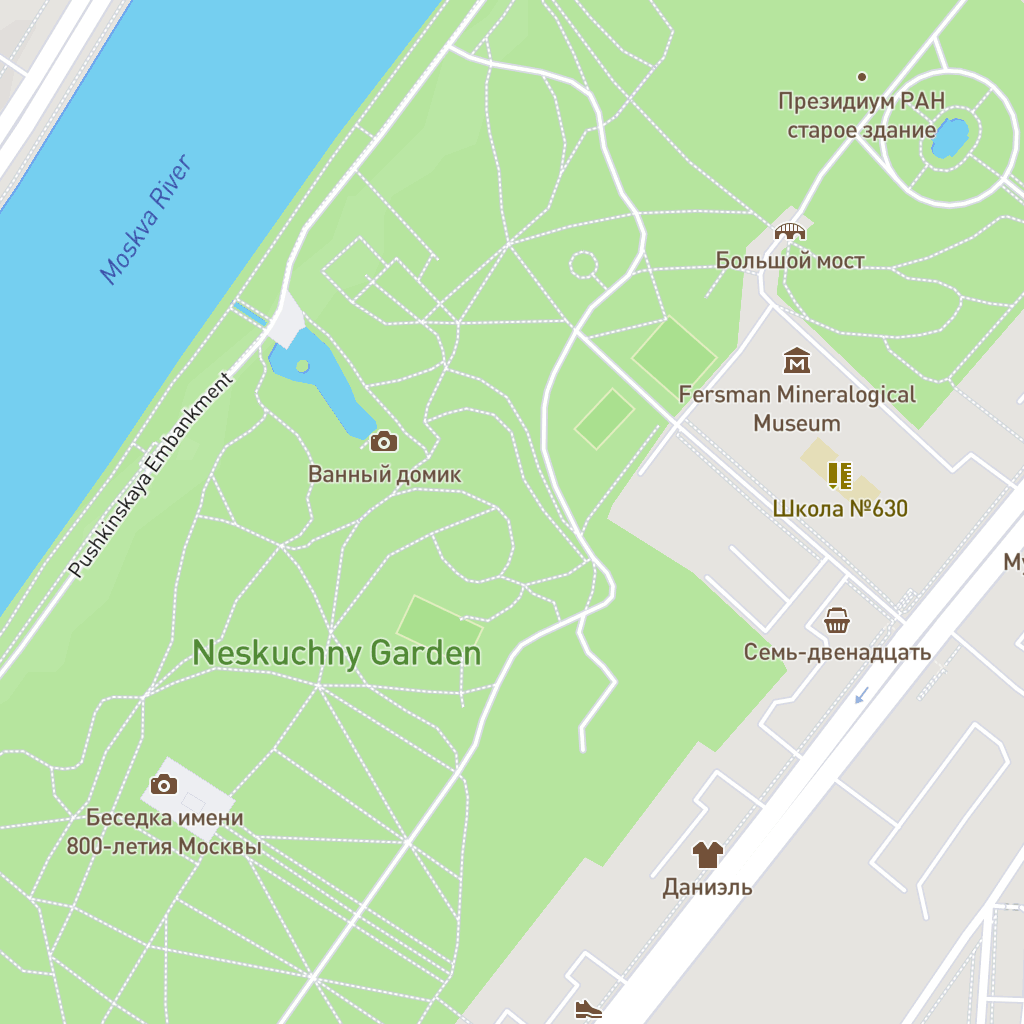 Президиум РАН
старое здание
Moskva River
Большой мост
Fersman Mineralogical
Museum
Pushkinskaya Embankment
Ванный домик
Школа №630
Му
Neskuchny Garden
Семь-двенадцать
Беседка имени
800-летия Москвы
Даниэль